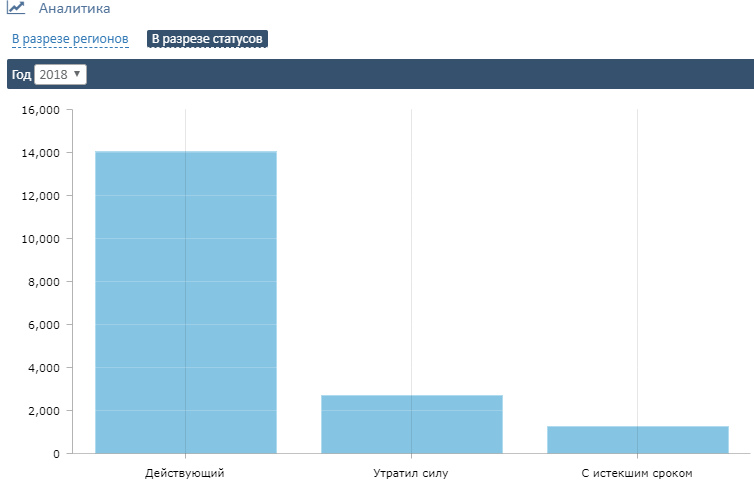 Аналитика
В разрезе регионов В разрезе статусов
Год 2018
16,000
14,000
12,000
10,000
8,000
6,000
4,000
2,000
0
Действующий Утратил силу С истекшим сроком